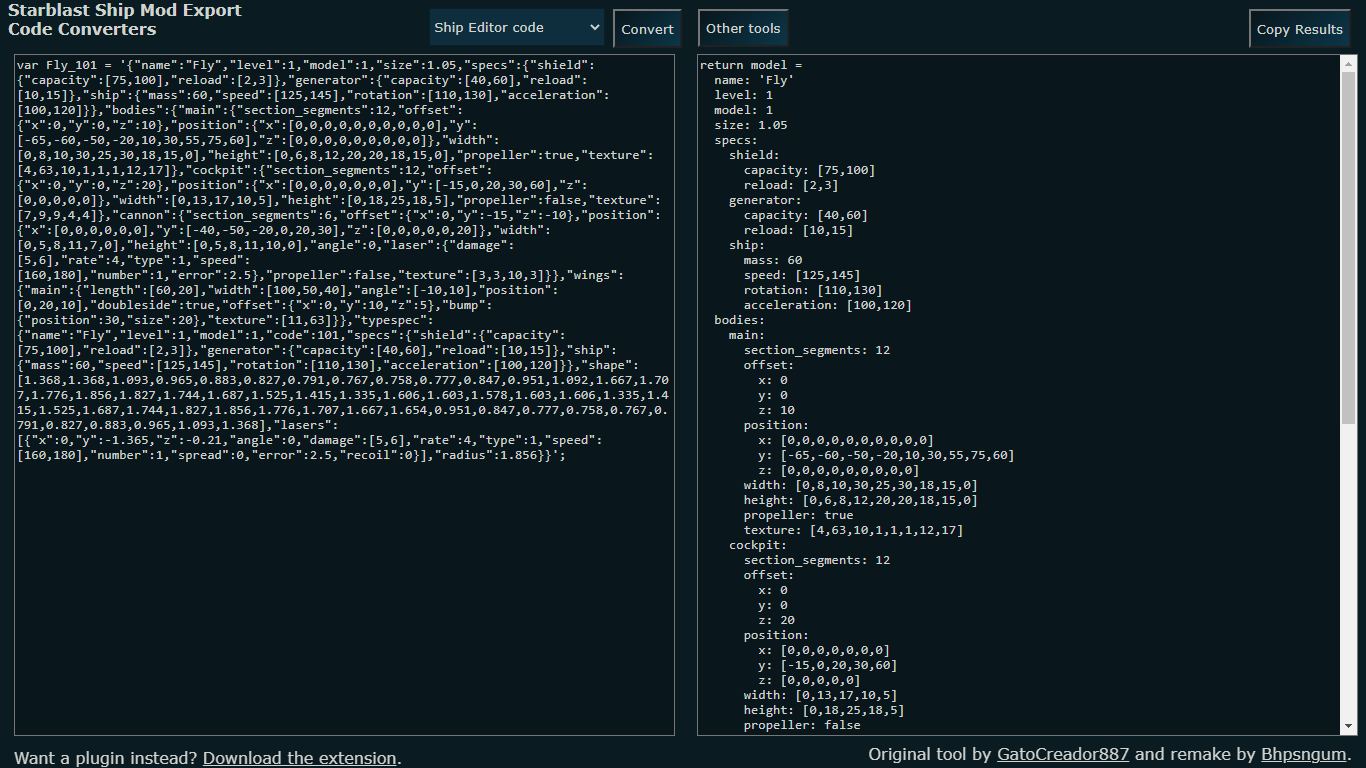 Starblast Ship Mod Export
Code Converters
Ship Editor code
Convert
Other tools
Copy Results
var Fly_101 = '{"name":"Fly","level":1,"model":1,"size":1.05,"specs":{"shield":
{"capacity":[75,100],"reload":[2,3]},"generator":{"capacity":[40,60],"reload":
[10,15]},"ship":{"mass":60,"speed":[125,145],"rotation":[110,130],"acceleration":
[100,120]}},"bodies":{"main":{"section_segments":12,"offset":
{"x":0,"y":0,"z":10},"position":{"x":[0,0,0,0,0,0,0,0,0,0],"y":
[-65,-60,-50,-20,10,30,55,75,60],"z":[0,0,0,0,0,0,0,0,0]},"width":
[0,8,10,30,25,30,18,15,0],"height":[0,6,8,12,20,20,18,15,0],"propeller":true,"texture":
[4,63,10,1,1,1,12,17]},"cockpit":{"section_segments":12,"offset":
{"x":0,"y":0,"z":20},"position":{"x":[0,0,0,0,0,0,0],"y":[-15,0,20,30,60],"z":
[0,0,0,0,0]},"width":[0,13,17,10,5],"height":[0,18,25,18,5],"propeller":false,"texture":
[7,9,9,4,4]},"cannon":{"section_segments":6,"offset":{"x":0,"y":-15,"z":-10},"position":
{"x":[0,0,0,0,0,0],"y":[-40,-50,-20,0,20,30],"z":[0,0,0,0,0,20]},"width":
[0,5,8,11,7,0],"height":[0,5,8,11,10,0],"angle":0,"laser":{"damage":
[5,6],"rate":4,"type":1,"speed":
[160,180],"number":1,"error":2.5},"propeller":false,"texture":[3,3,10,3]}},"wings":
{"main":{"length":[60,20],"width":[100,50,40],"angle":[-10,10],"position":
[0,20,10],"doubleside":true,"offset":{"x":0,"y":10,"z":5},"bump":
{"position":30,"size":20},"texture":[11,63]}},"typespec":
{"name":"Fly","level":1,"model":1,"code":101,"specs":{"shield":{"capacity":
[75,100],"reload":[2,3]},"generator":{"capacity":[40,60],"reload":[10,15]},"ship":
{"mass":60,"speed":[125,145],"rotation":[110,130],"acceleration":[100,120]}},"shape":
[1.368,1.368,1.093,0.965,0.883,0.827,0.791,0.767,0.758,0.777,0.847,0.951,1.092,1.667,1.70
7,1.776,1.856,1.827,1.744,1.687,1.525,1.415,1.335,1.606,1.603,1.578,1.603,1.606,1.335,1.4
15,1.525,1.687,1.744,1.827,1.856,1.776,1.707,1.667,1.654,0.951,0.847,0.777,0.758,0.767,0.
791,0.827,0.883,0.965,1.093,1.368],"lasers":
[{"x":0,"y":-1.365,"z":-0.21,"angle":0,"damage":[5,6],"rate":4,"type":1,"speed":
[160,180],"number":1,"spread":0,"error":2.5,"recoil":0}],"radius":1.856}}';
return model =
name: 'Fly'
level: 1
model: 1
size: 1.05
specs:
shield:
capacity: [75,100]
reload: [2,3]
generator:
capacity: [40,60]
reload: [10,15]
ship:
mass: 60
speed: [125,145]
rotation: [110,130]
acceleration: [100,120]
bodies:
main:
section_segments: 12
offset:
x: 0
y: 0
z: 10
position:
x: [0,0,0,0,0,0,0,0,0,0]
y: [-65,-60,-50,-20,10,30,55,75,60]
z: [0,0,0,0,0,0,0,0,0]
width: [0,8,10,30,25,30,18,15,0]
height: [0,6,8,12,20,20,18,15,0]
propeller: true
texture: [4,63,10,1,1,1,12,17]
cockpit:
section_segments: 12
offset:
x: 0
y: 0
z: 20
position:
x: [0,0,0,0,0,0,0]
y: [-15,0,20,30,60]
z: [0,0,0,0,0]
width: [0,13,17,10,5]
height: [0,18,25,18,5]
propeller: false
Want a plugin instead? Download the extension.
Original tool by GatoCreador887 and remake by Bhpsngum.